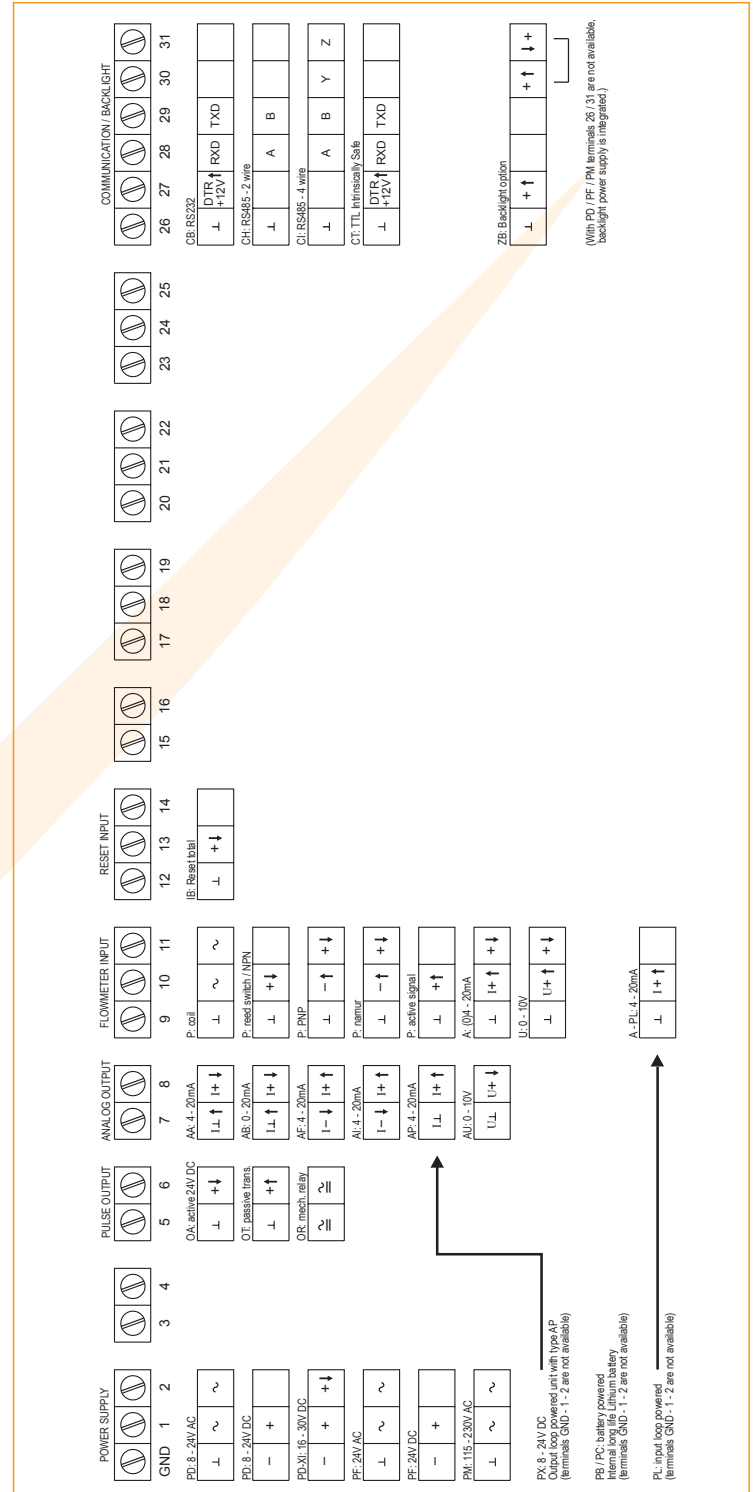 POWER SUPPLY
GND 1 2
PD: 8 - 24V AC
⊥ ~ ~
PD: 8 - 24V DC
− +
PD-XI: 16 - 30V DC
− + +↓
PF: 24V AC
⊥ ~ ~
PF: 24V DC
− +
PM: 115 - 230V AC
⊥ ~ ~
PX: 8 - 24V DC
Output loop powered unit with type AP
(terminals GND - 1 - 2 are not available)
PB / PC: battery powered
Internal long life Lithium battery
(terminals GND - 1 - 2 are not available)
PL: input loop powered
(terminals GND - 1 - 2 are not available)
3 4
PULSE OUTPUT
5 6
OA: active 24V DC
⊥ +↓
OT: passive trans.
⊥ +↑
OR: mech. relay
≂ ≂
ANALOG OUTPUT
7 8
AA: 4 - 20mA
I⊥↑ I+↓
AB: 0 - 20mA
I⊥↑ I+↓
AF: 4 - 20mA
I−↓ I+↑
AI: 4 - 20mA
I−↓ I+↑
AP: 4 - 20mA
I⊥ I+↑
AU: 0 - 10V
U⊥ U+↓
FLOWMETER INPUT
9 10 11
P: coil
⊥ ~ ~
P: reed switch / NPN
⊥ +↓
P: PNP
⊥ −↑ +↓
P: namur
⊥ −↑ +↓
P: active signal
⊥ +↑
A: (0)4 - 20mA
⊥ I+↑ +↓
U: 0 - 10V
⊥ U+↑ +↓
A - PL: 4 - 20mA
⊥ I+↑
RESET INPUT
12 13 14
IB: Reset total
⊥ +↓
15 16
17 18 19
20 21 22
23 24 25
COMMUNICATION / BACKLIGHT
26 27 28 29 30 31
CB: RS232
⊥ DTR +12V↑ RXD TXD
CH: RS485 - 2 wire
⊥ A B
CI: RS485 - 4 wire
⊥ A B Y Z
CT: TTL Intrinsically Safe
⊥ DTR +12V↑ RXD TXD
ZB: Backlight option
⊥ +↑ +↑ ↓+
(With PD / PF / PM terminals 26 / 31 are not available,
backlight power supply is integrated.)